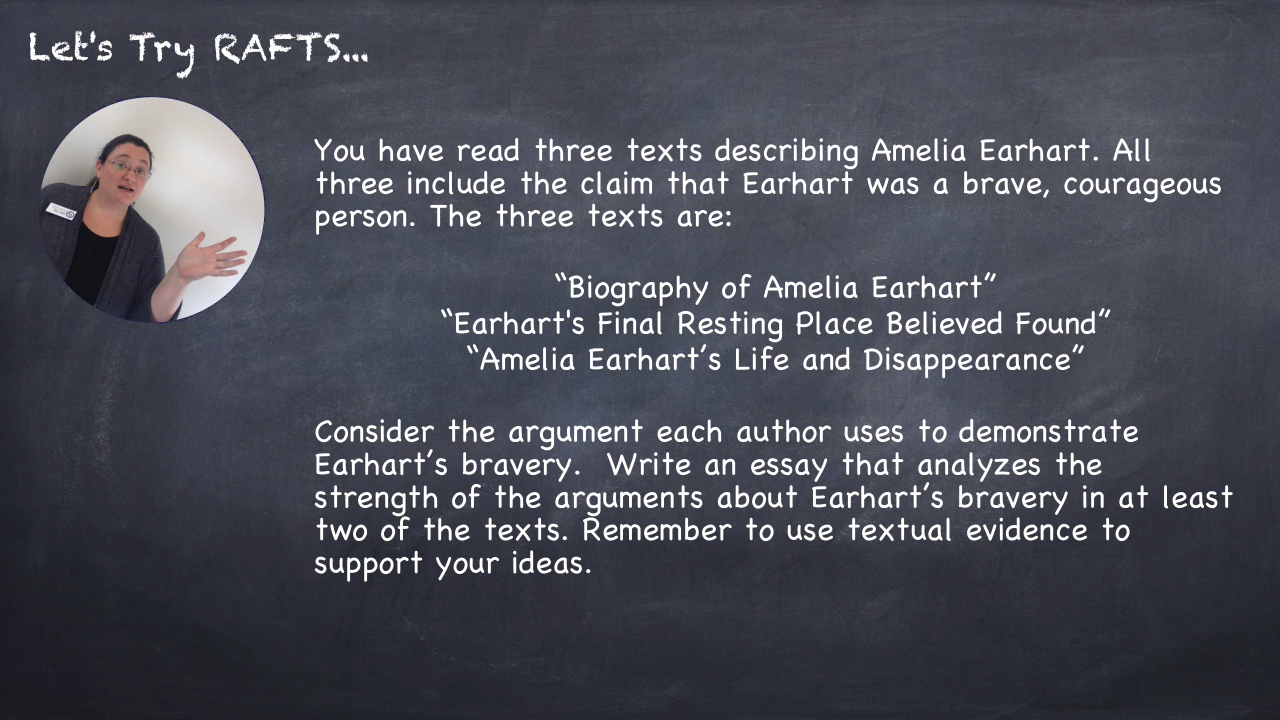 Let's Try RAFTS...
You have read three texts describing Amelia Earhart. All
three include the claim that Earhart was a brave, courageous
person. The three texts are:
“Biography of Amelia Earhart”
“Earhart's Final Resting Place Believed Found”
“Amelia Earhart’s Life and Disappearance”
Consider the argument each author uses to demonstrate
Earhart’s bravery.  Write an essay that analyzes the
strength of the arguments about Earhart’s bravery in at least
two of the texts. Remember to use textual evidence to
support your ideas.